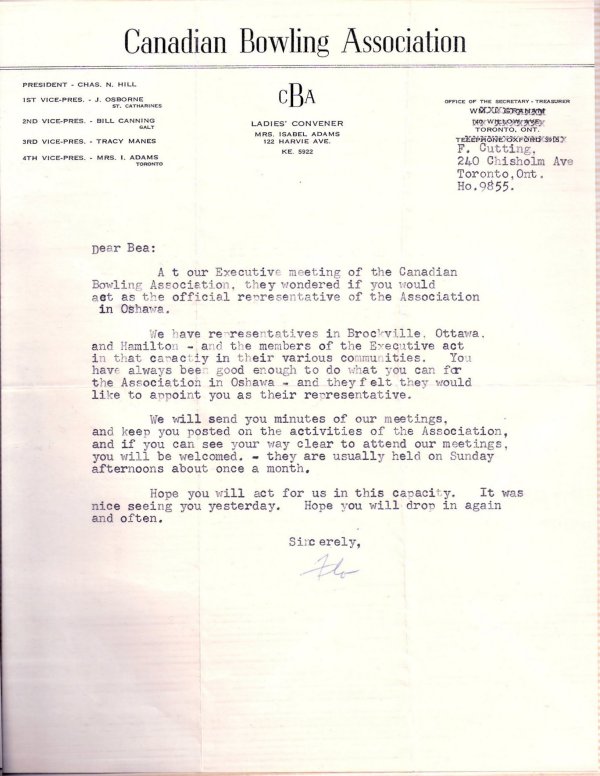 Canadian Bowling Association
PRESIDENT - CHAS. N. HILL
1ST VICE-PRES. - J. OSBORNE
ST. CATHARINES
2ND VICE-PRES. - BILL CANNING
GALT
3RD VICE-PRES. - TRACY MANES
4TH VICE-PRES. - MRS. I. ADAMS
TORONTO
CBA
LADIES' CONVENER
MRS. ISABEL ADAMS
122 HARVIE AVE.
KE. 5922
OFFICE OF THE SECRETARY - TREASURER
WM. GRAHAM
WILLOW AVE.
TORONTO, ONT.
TELEPHONE OXFORD
F. Cutting,
240 Chisholm Ave
Toronto,Ont.
Ho.9855.
Dear Bea:
A t our Executive meeting of the Canadian
Bowling Association, they wondered if you would
act as the official representative of the Association
in Oshawa.
We have representatives in Brockville, Ottawa,
and Hamilton - and the members of the Executive act
in that capactiy in their various communities. You
have always been good enough to do what you can for
the Association in Oshawa - and they f elt they would
like to appoint you as their representative.
We will send you minutes of our meetings,
and keep you posted on the activities of the Association,
and if you can see your way clear to attend our meetings,
you will be welcomed. - they are usually held on Sunday
afternoons about once a month.
Hope you will act for us in this capacity. It was
nice seeing you yesterday. Hope you will drop in again
and often.
Sinc erely,
Flo